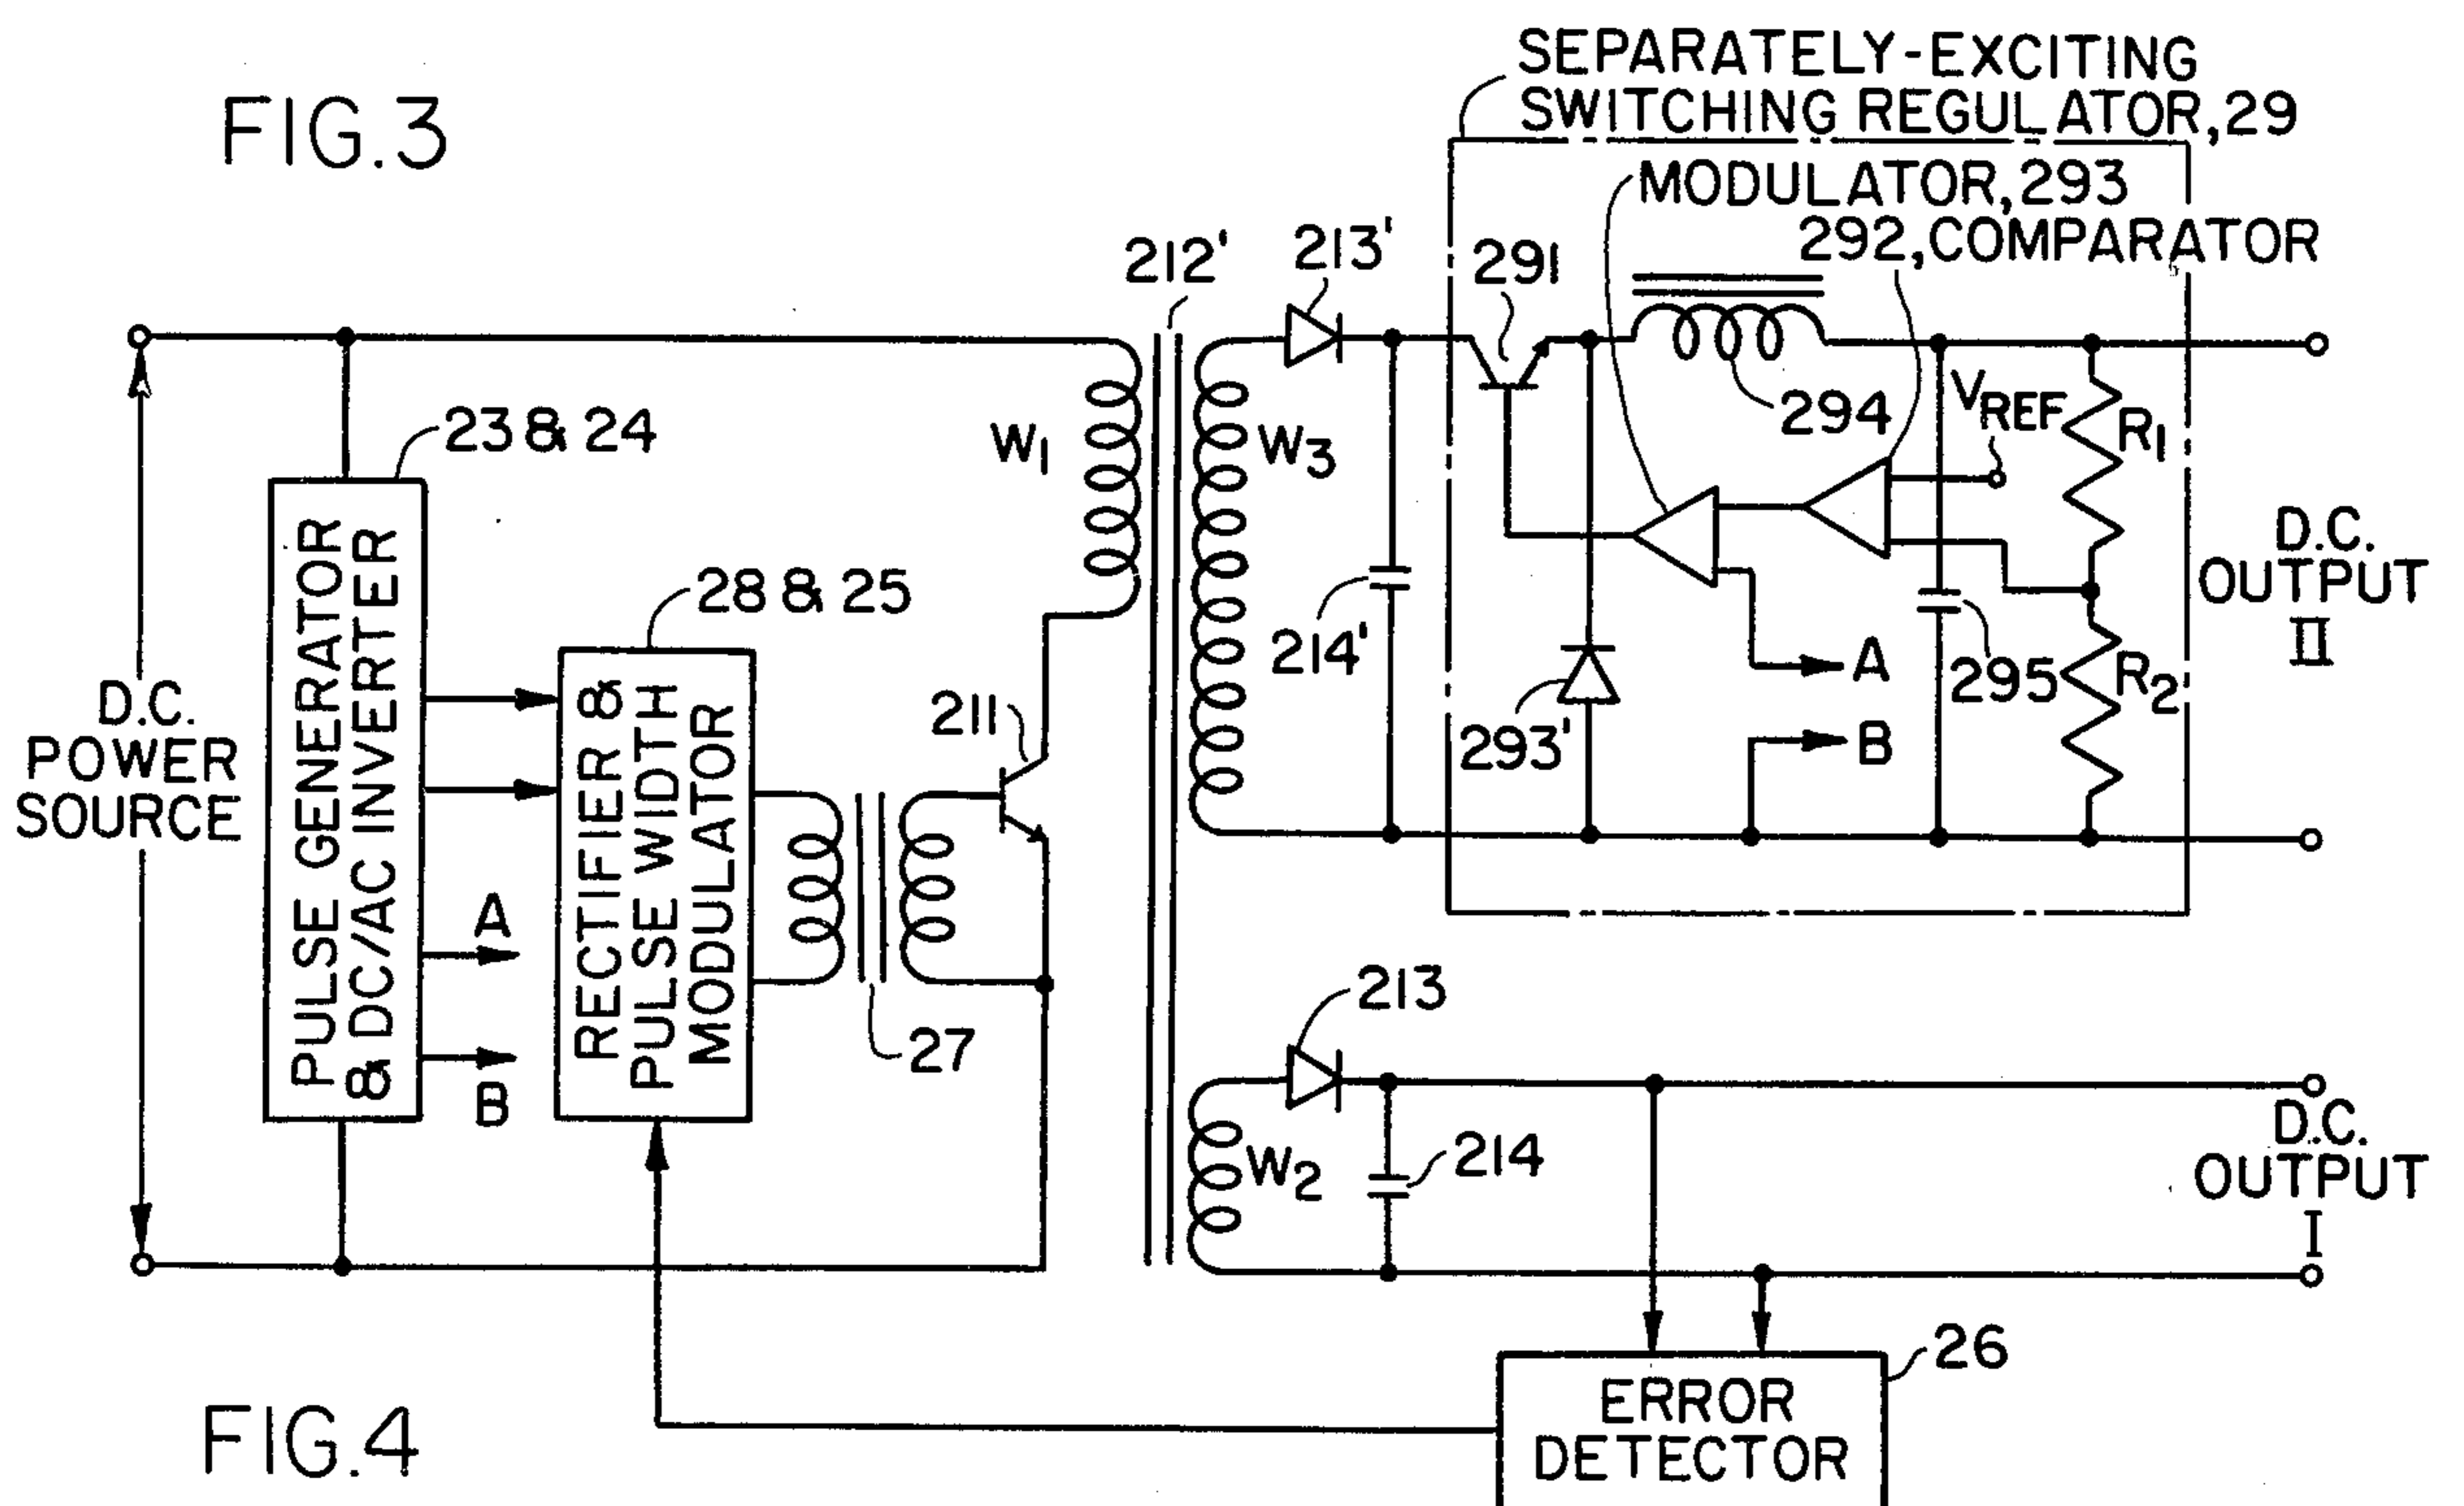 FIG.3
SEPARATELY-EXCITING
SWITCHING REGULATOR,29
MODULATOR,293
292,COMPARATOR
212'
213'
291
294
VREF
R1
23 & 24
W1
W3
PULSE GENERATOR
& DC/AC INVERTER
28 & 25
214'
D.C.
OUTPUT
II
A
295
R2
B
293'
D.C.
POWER
SOURCE
RECTIFIER &
PULSE WIDTH
MODULATOR
211
A
B
27
213
W2
214
D.C.
OUTPUT
I
26
ERROR
DETECTOR
FIG.4